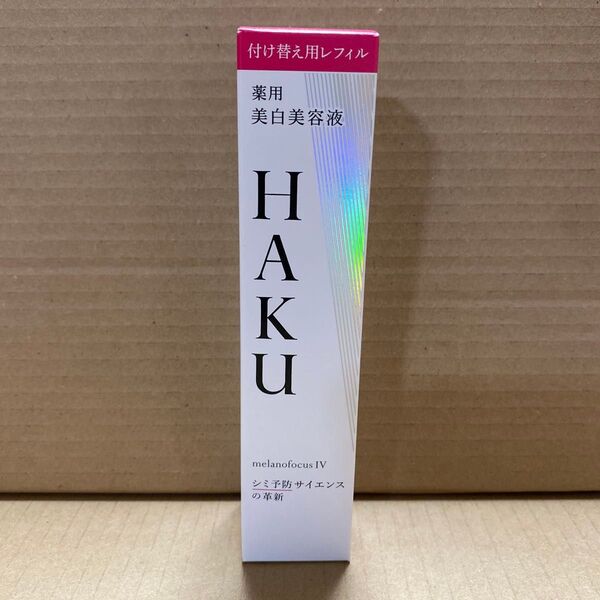 付け替え用レフィル
薬用
美白美容液
HAKU
melanofocus IV
シミ予防サイエンス
の革新